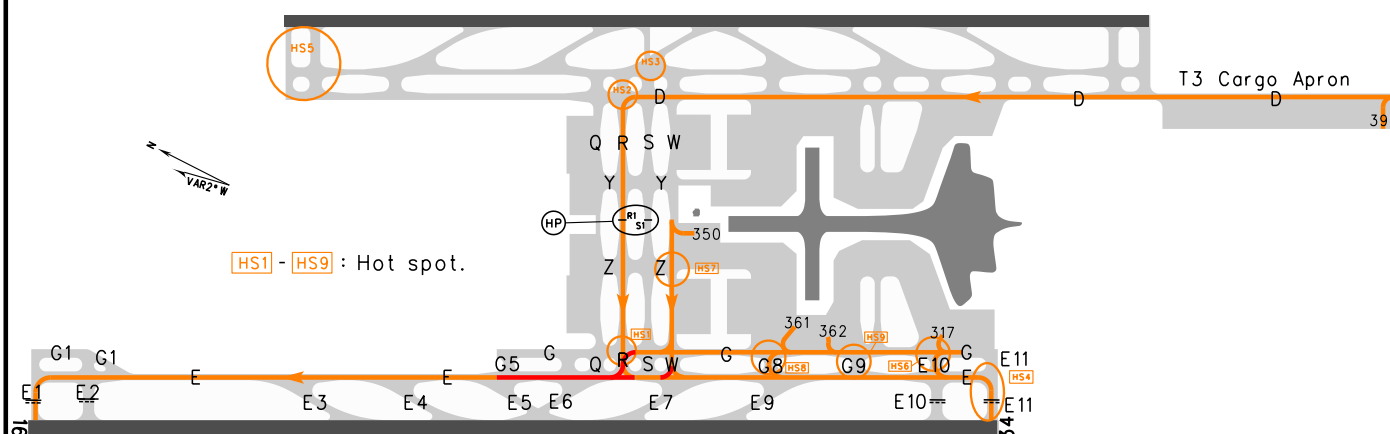 HS5
HS3
HS2
T3 Cargo Apron
D
D
D
39
N
VAR2°W
Q R S W
Y
Y
HP
R1
S1
350
HS1 - HS9 : Hot spot.
Z
Z
HS7
361
362
317
HS1
HS9
G1
G1
G
G
G
E11
G5
Q
R
S
W
G8
HS8
G9
HS6
E10
E
E
E
HS4
E1
E2
E3
E4
E5
E6
E7
E9
E10
E11
16
34